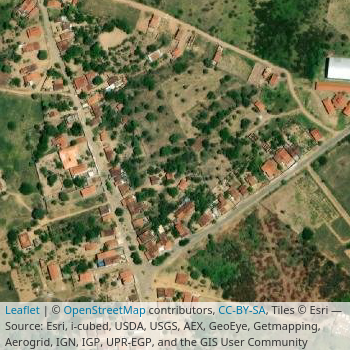 Leaflet | © OpenStreetMap contributors, CC-BY-SA, Tiles © Esri —
Source: Esri, i-cubed, USDA, USGS, AEX, GeoEye, Getmapping,
Aerogrid, IGN, IGP, UPR-EGP, and the GIS User Community